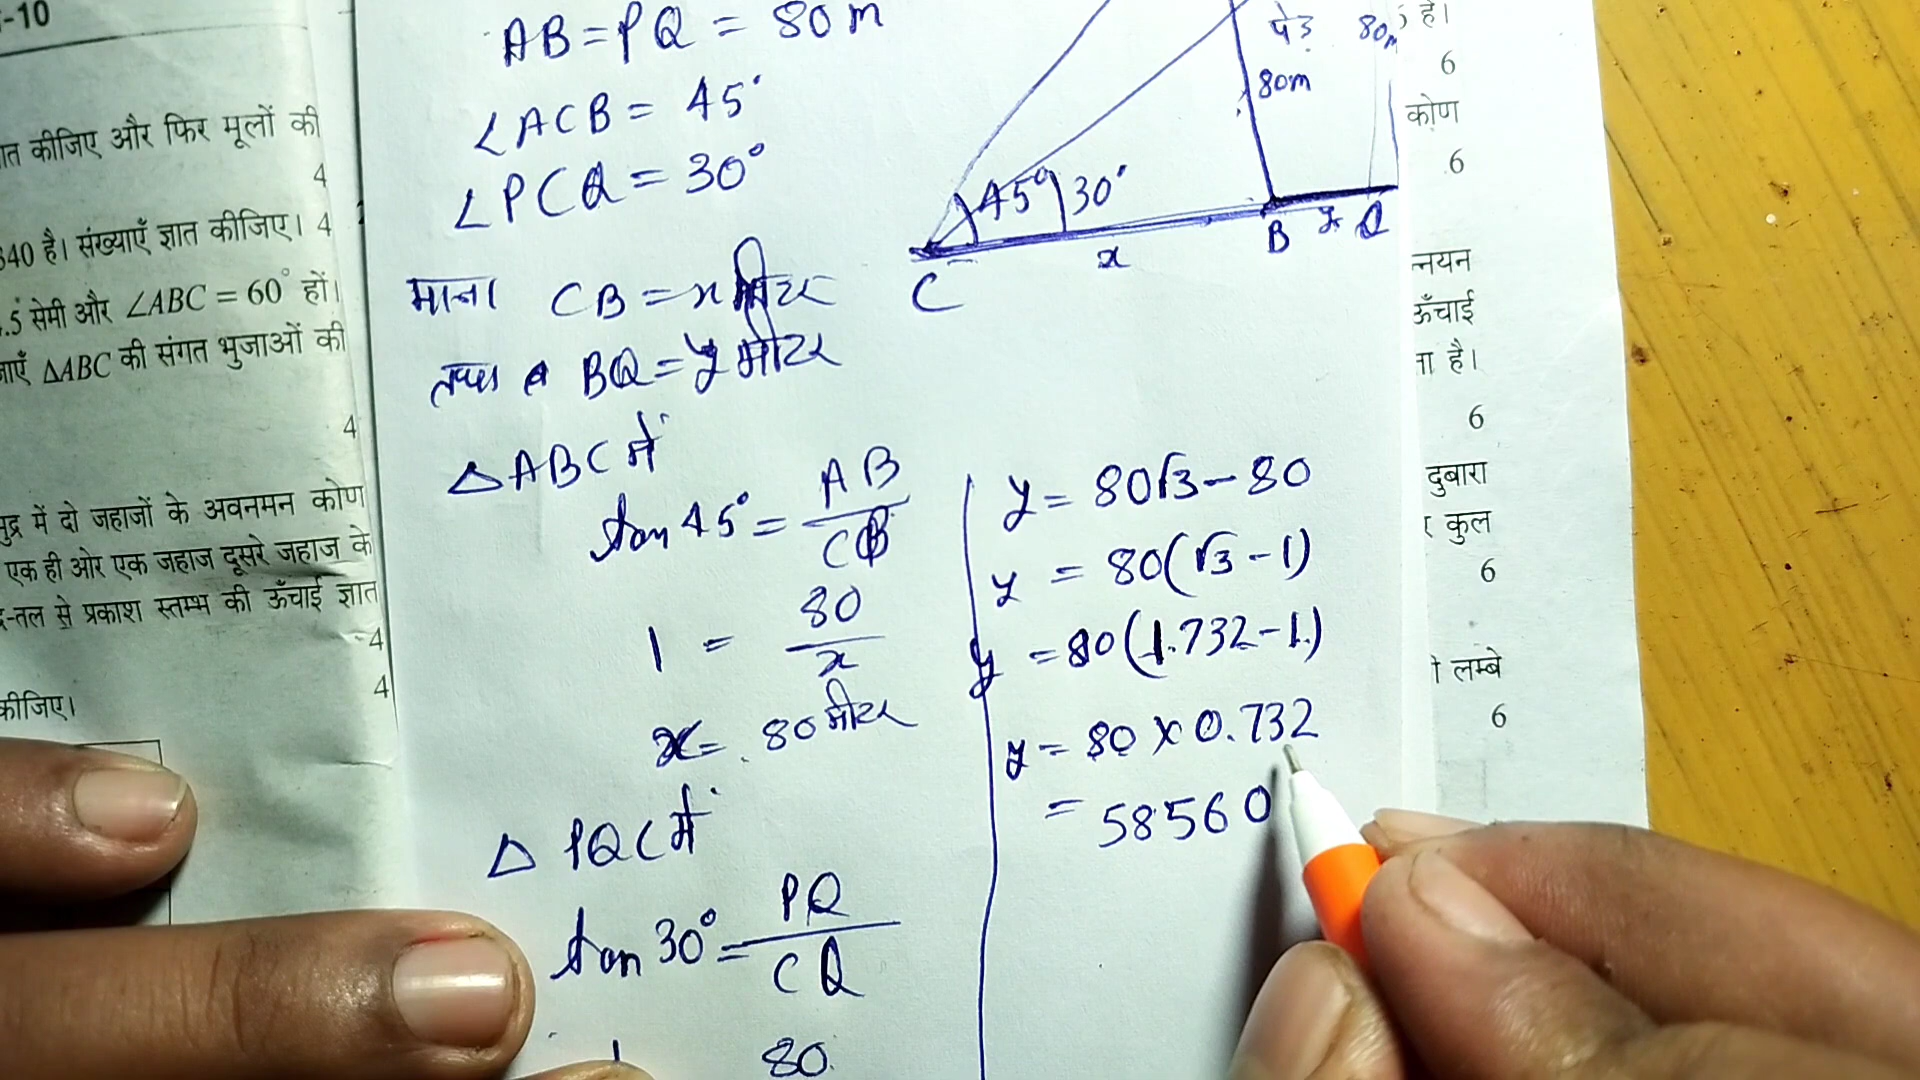 -10
ात कीजिए और फिर मूलों की
4
640 है। संख्याएँ ज्ञात कीजिए। 4
.5 सेमी और ∠ABC = 60° हों।
ाएँ ΔABC की संगत भुजाओं की
4
मुद्र में दो जहाजों के अवनमन कोण
एक ही ओर एक जहाज दूसरे जहाज के
द्र-तल से प्रकाश स्तम्भ की ऊँचाई ज्ञात
4
कीजिए।
4
AB = PQ = 80 m
∠ACB = 45°
∠PCQ = 30°
माना CB = x मीटर
तथा BQ = y मीटर
ΔABC में
tan 45° = AB / CB
1 = 80 / x
x = 80 मीटर
Δ PQC में
tan 30° = PQ / CQ
80
पेड़
80m
80m
45° 30°
C x B y Q
y = 80√3 - 80
y = 80(√3 - 1)
y = 80(1.732 - 1)
y = 80 × 0.732
= 58560
है।
6
कोण
6
न्नयन
ऊँचाई
ता है।
6
दुबारा
कुल
6
लम्बे
6